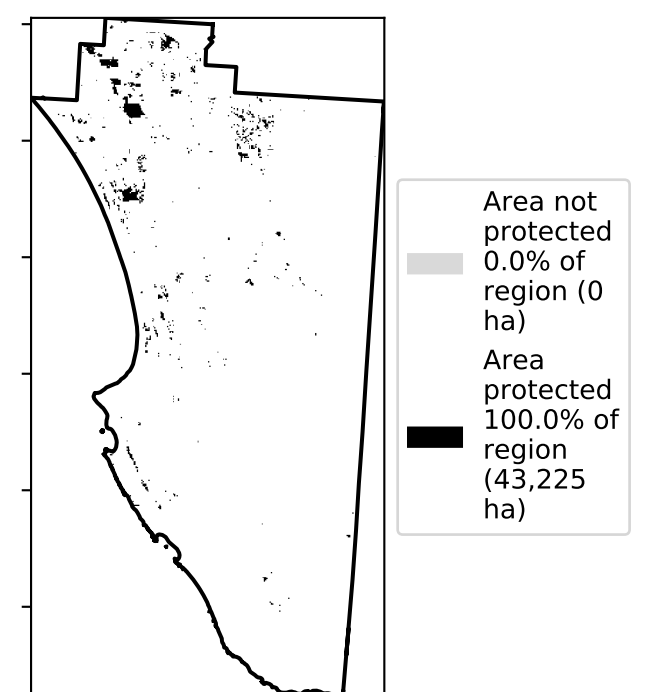 Area not
protected
0.0% of
region (0
ha)
Area
protected
100.0% of
region
(43,225
ha)